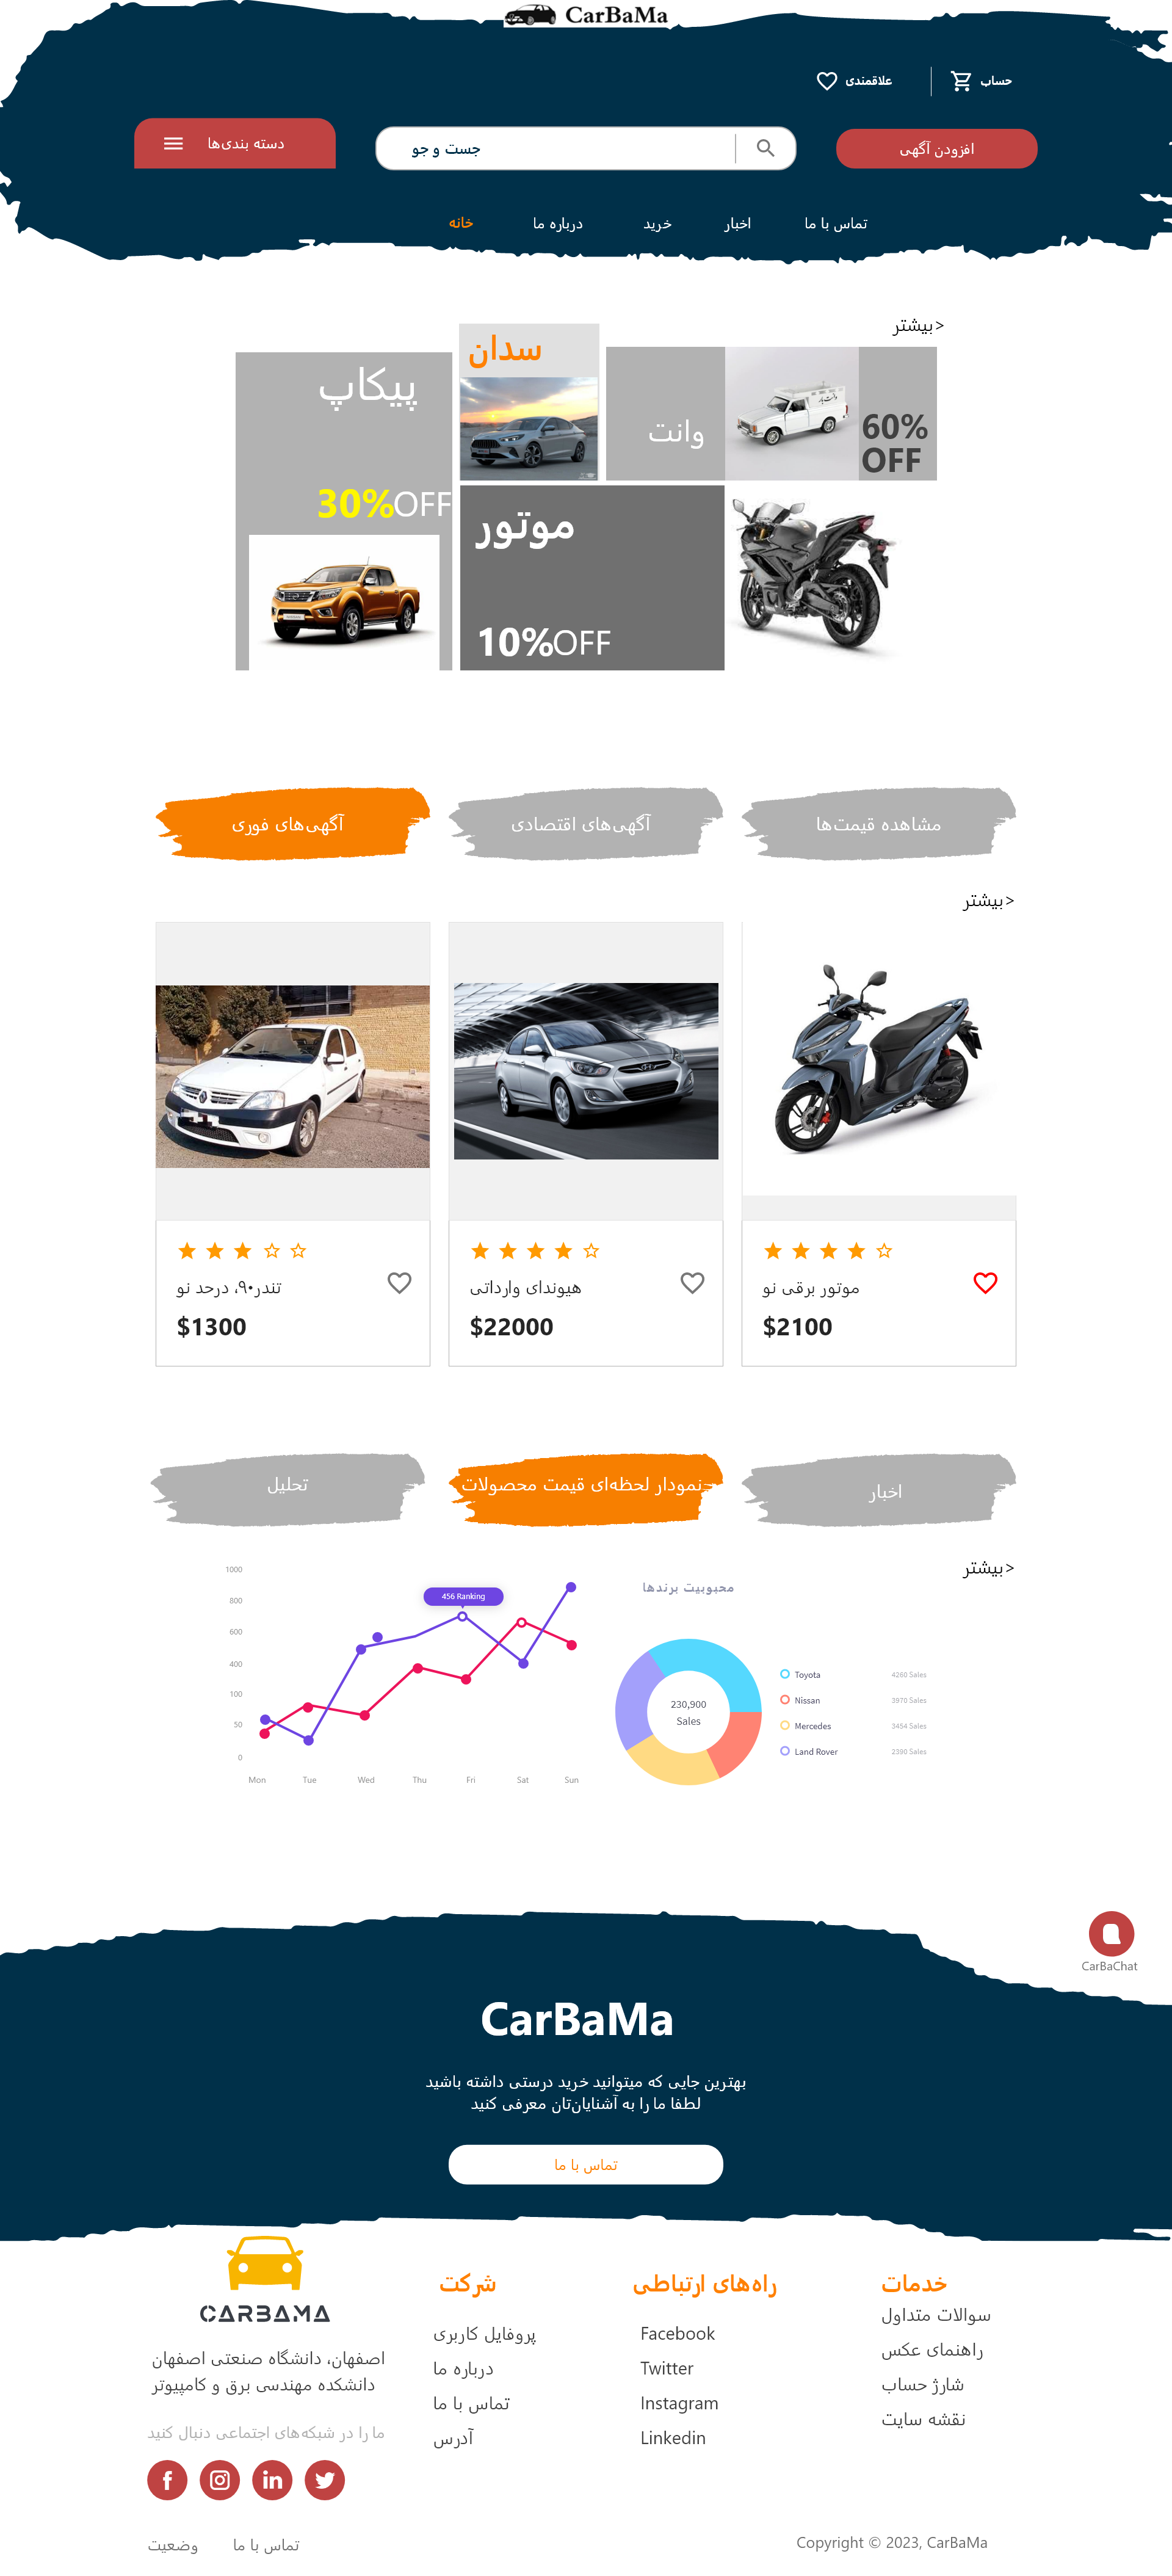 CarBaMa
حساب
علاقمندی
افزودن آگهی
جست و جو
دسته بندی‌ها
تماس با ما
اخبار
خرید
درباره ما
خانه
بیشتر>
سدان
پیکاپ
وانت
60%
OFF
30%OFF
موتور
10%OFF
مشاهده قیمت‌ها
آگهی‌های اقتصادی
آگهی‌های فوری
بیشتر>
موتور برقی نو
$2100
هیوندای وارداتی
$22000
تندر۹۰، درحد نو
$1300
اخبار
نمودار لحظه‌ای قیمت محصولات
تحلیل
بیشتر>
محبوبیت برندها
1000
800
600
400
100
50
0
456 Ranking
Mon
Tue
Wed
Thu
Fri
Sat
Sun
230,900
Sales
Toyota 4260 Sales
Nissan 3970 Sales
Mercedes 3454 Sales
Land Rover 2390 Sales
CarBaChat
CarBaMa
بهترین جایی که میتوانید خرید درستی داشته باشید
لطفا ما را به آشنایان‌تان معرفی کنید
تماس با ما
خدمات
سوالات متداول
راهنمای عکس
شارژ حساب
نقشه سایت
راه‌های ارتباطی
Facebook
Twitter
Instagram
Linkedin
شرکت
پروفایل کاربری
درباره ما
تماس با ما
آدرس
CARBAMA
اصفهان، دانشگاه صنعتی اصفهان
دانشکده مهندسی برق و کامپیوتر
ما را در شبکه‌های اجتماعی دنبال کنید
تماس با ما
وضعیت
Copyright © 2023, CarBaMa